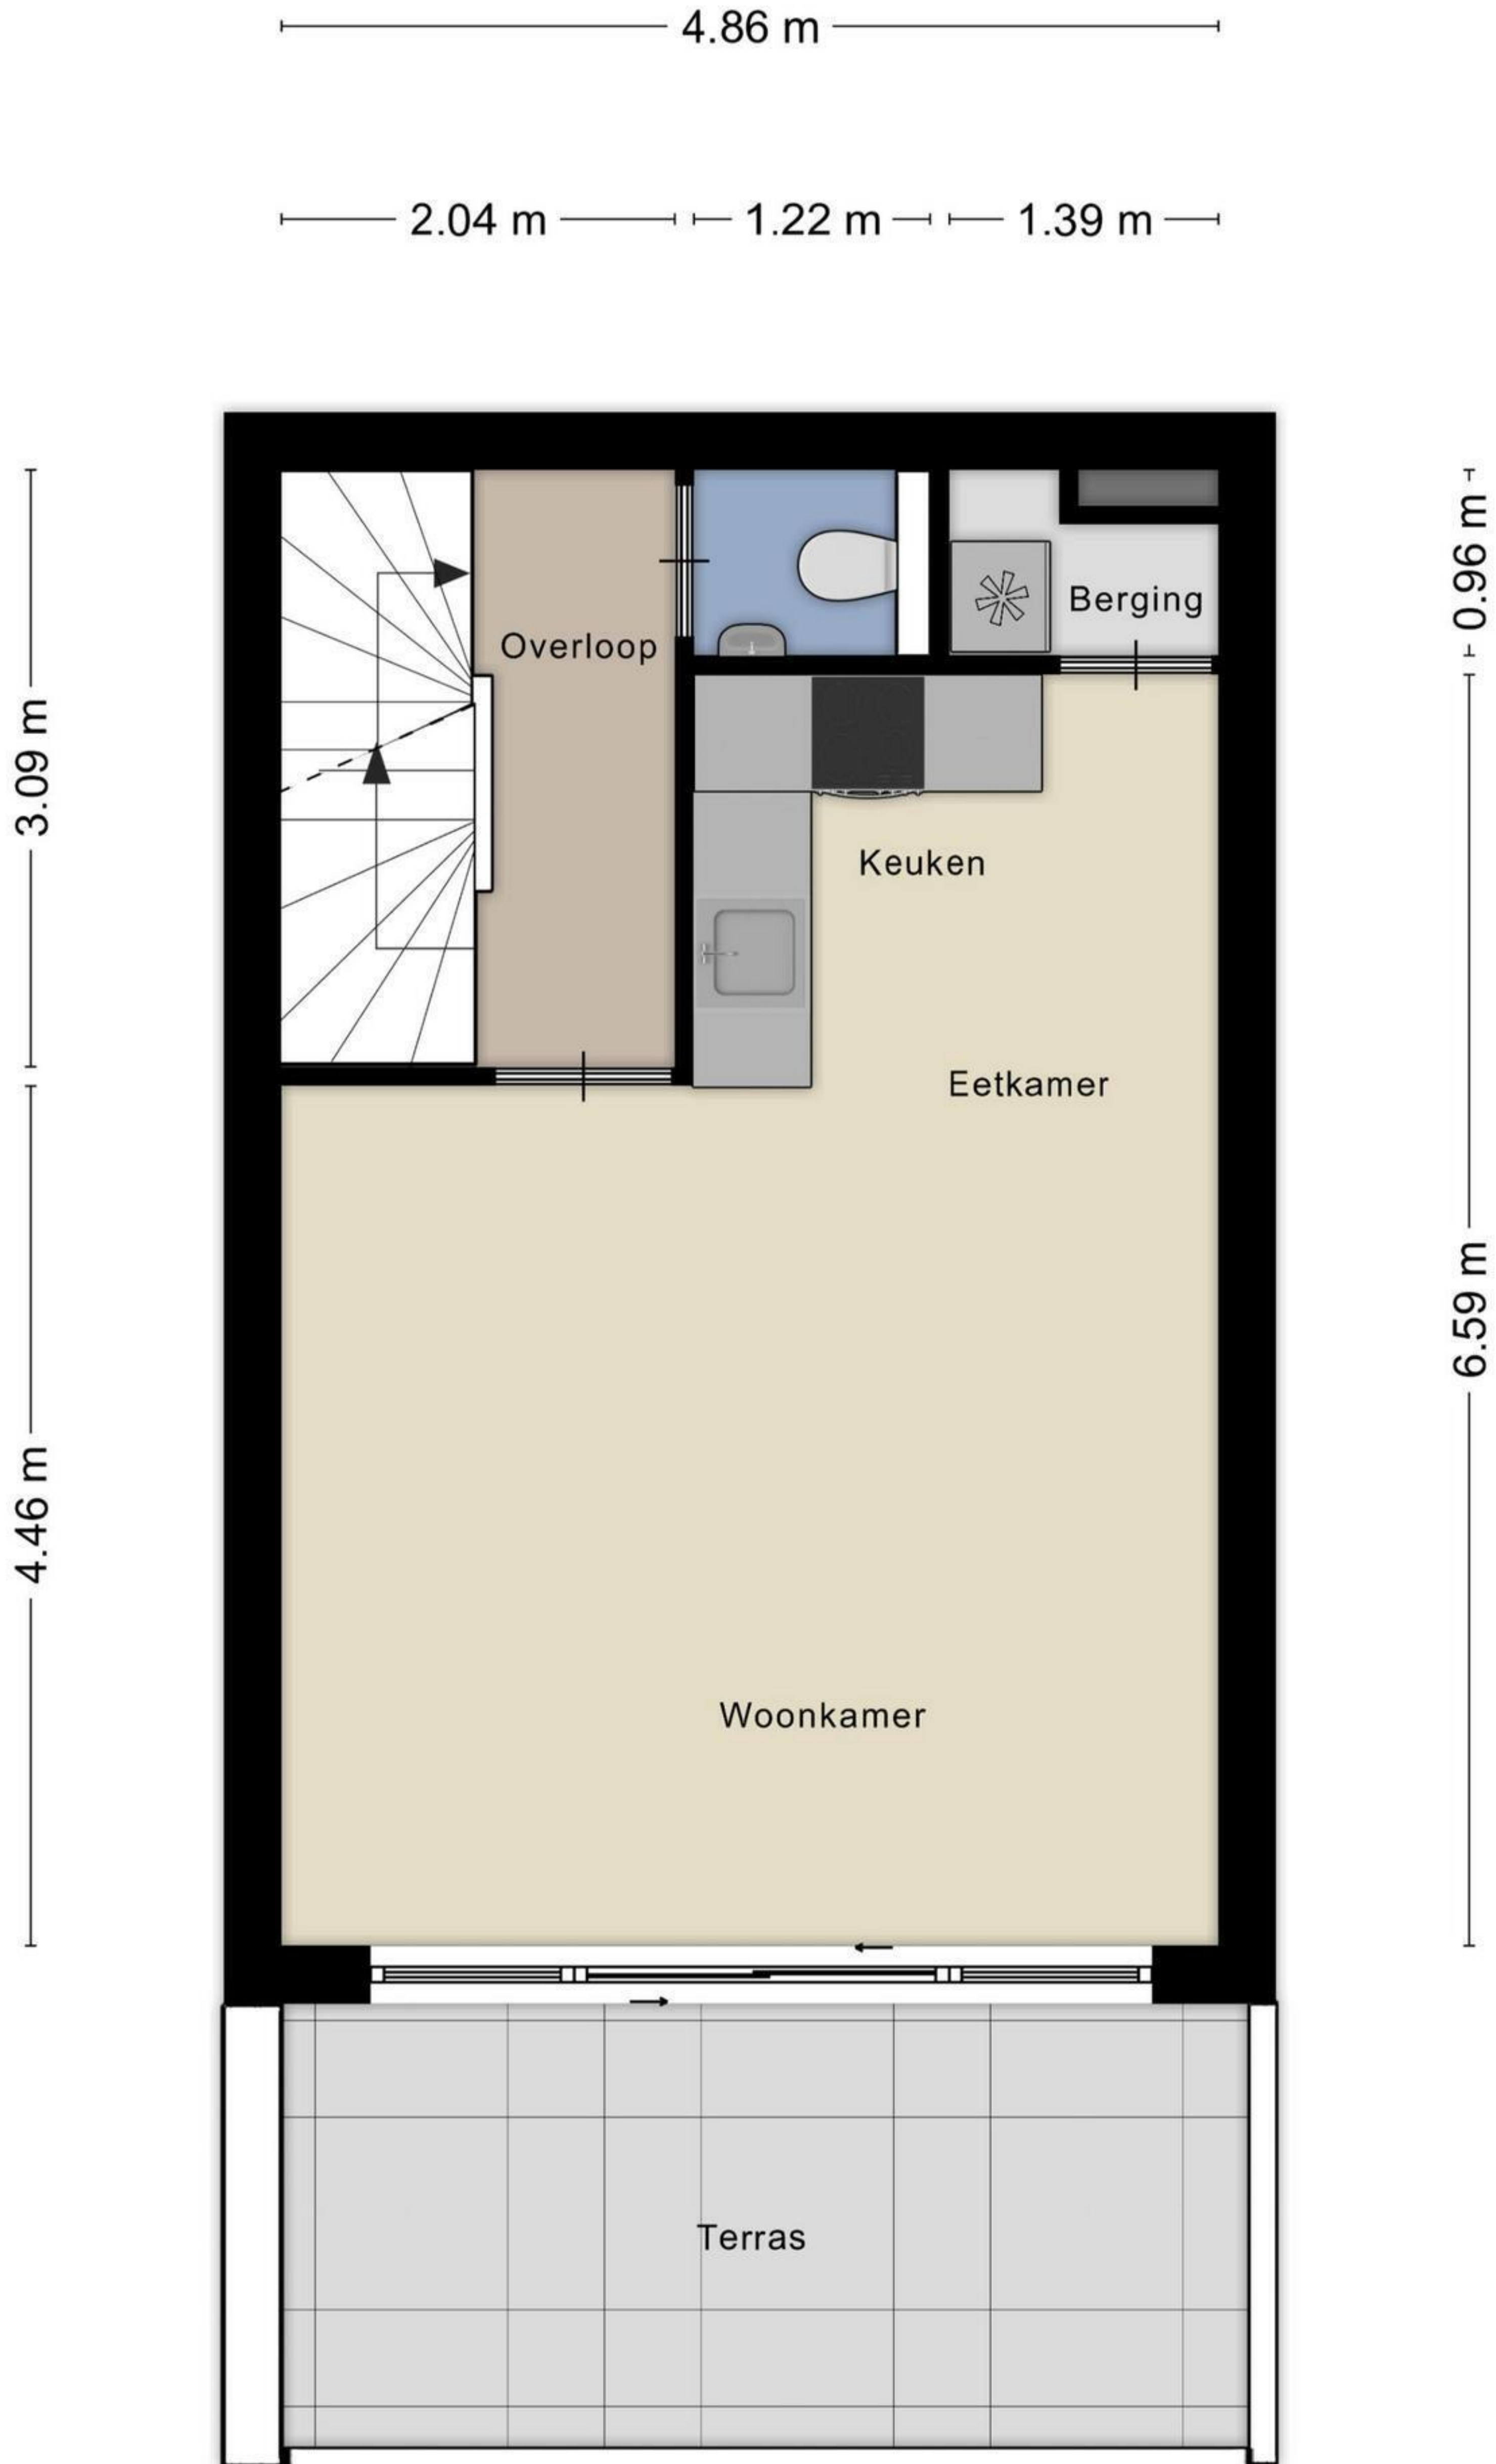 4.86 m
2.04 m
1.22 m
1.39 m
0.96 m
Berging
Overloop
3.09 m
Keuken
Eetkamer
6.59 m
4.46 m
Woonkamer
Terras